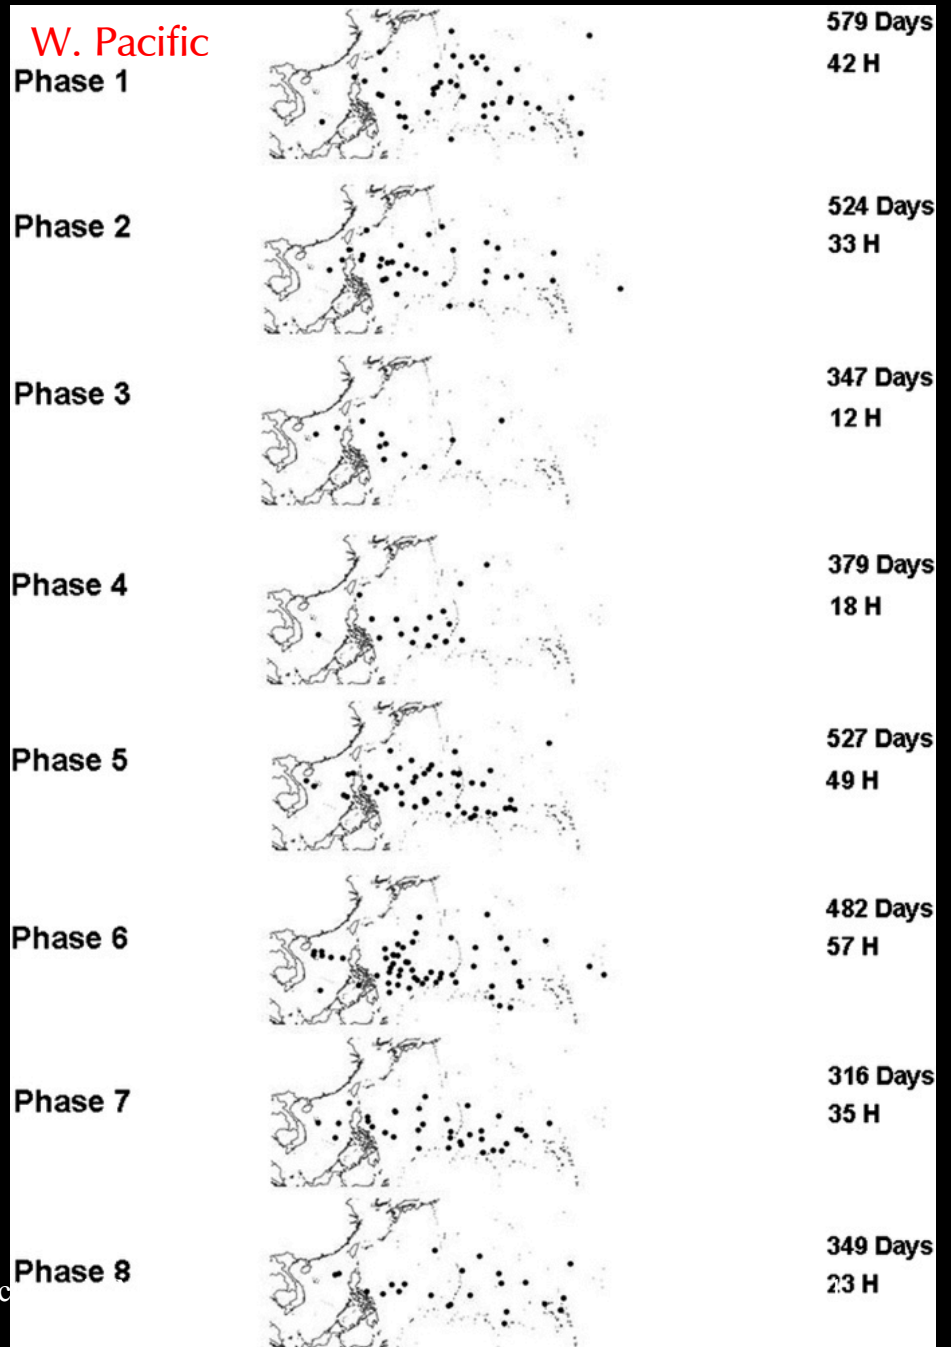 W. Pacific
579 Days
42 H
Phase 1
524 Days
Phase 2
33 H
347 Days
Phase 3
12 H
379 Days
Phase 4
18 H
527 Days
Phase 5
49 H
482 Days
Phase 6
57 H
316 Days
Phase 7
35 H
349 Days
Phase 8
23 H
c